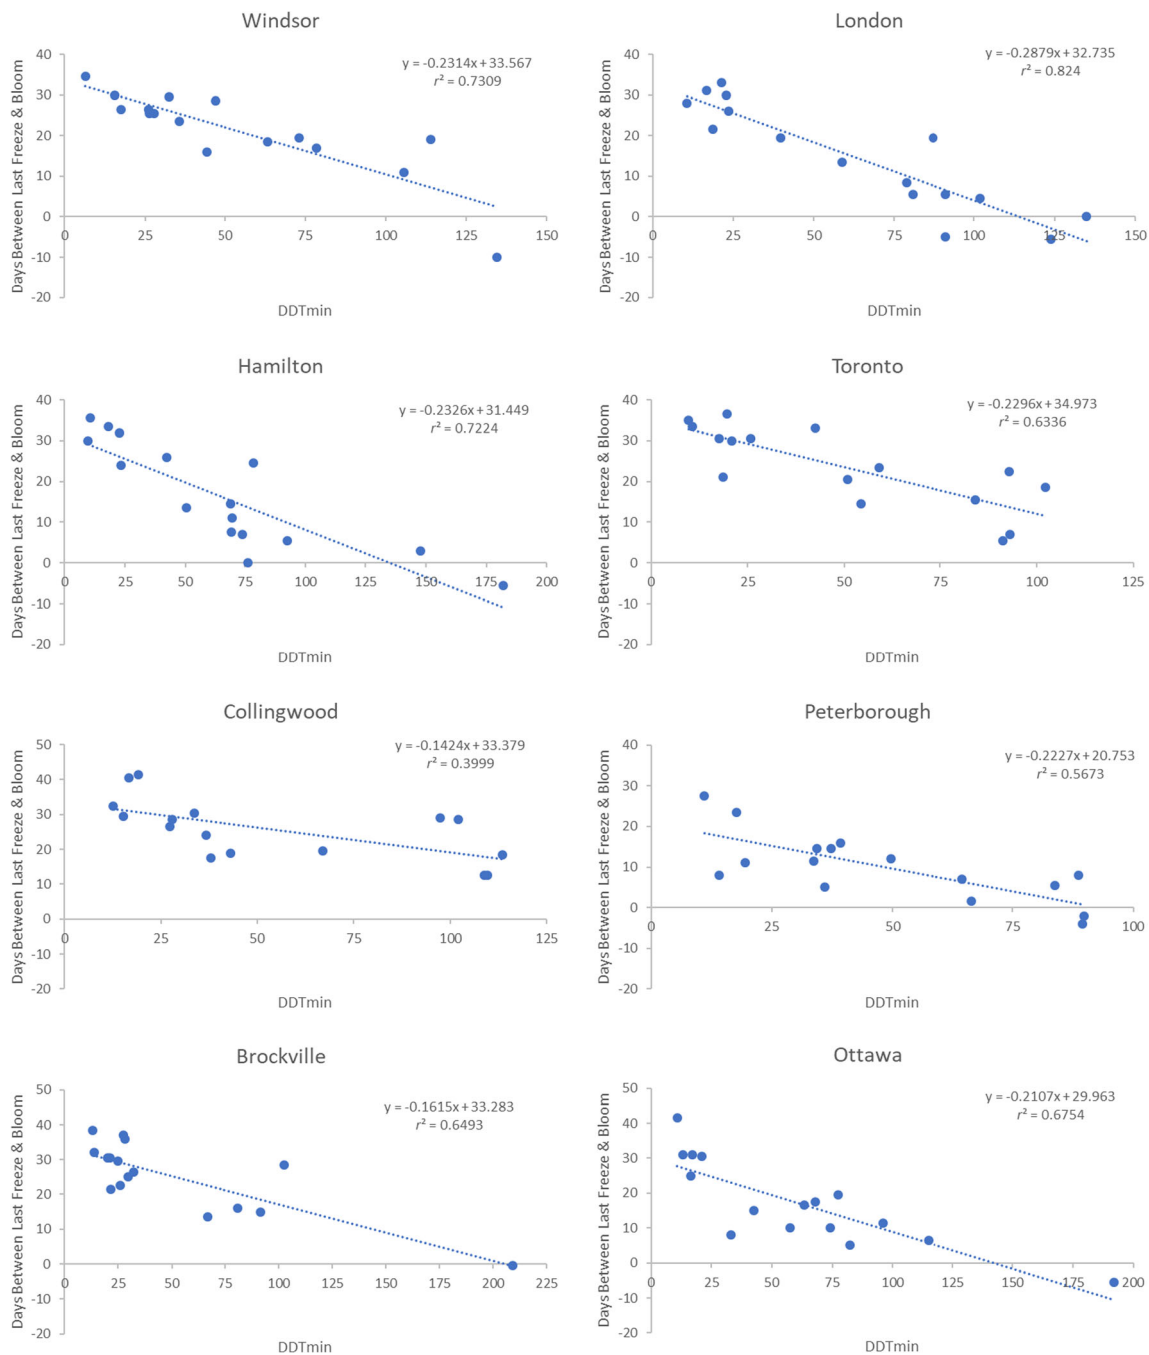 Windsor
y = -0.2314x + 33.567
r² = 0.7309
40
30
20
10
0
-10
-20
0 25 50 75 100 125 150
Days Between Last Freeze & Bloom
DDTmin
London
y = -0.2879x + 32.735
r² = 0.824
40
30
20
10
0
-10
-20
0 25 50 75 100 125 150
Days Between Last Freeze & Bloom
DDTmin
Hamilton
y = -0.2326x + 31.449
r² = 0.7224
40
30
20
10
0
-10
-20
0 25 50 75 100 125 150 175 200
Days Between Last Freeze & Bloom
DDTmin
Toronto
y = -0.2296x + 34.973
r² = 0.6336
40
30
20
10
0
-10
-20
0 25 50 75 100 125
Days Between Last Freeze & Bloom
DDTmin
Collingwood
y = -0.1424x + 33.379
r² = 0.3999
50
40
30
20
10
0
-10
-20
0 25 50 75 100 125
Days Between Last Freeze & Bloom
DDTmin
Peterborough
y = -0.2227x + 20.753
r² = 0.5673
40
30
20
10
0
-10
-20
0 25 50 75 100
Days Between Last Freeze & Bloom
DDTmin
Brockville
y = -0.1615x + 33.283
r² = 0.6493
50
40
30
20
10
0
-10
-20
0 25 50 75 100 125 150 175 200 225
Days Between Last Freeze & Bloom
DDTmin
Ottawa
y = -0.2107x + 29.963
r² = 0.6754
50
40
30
20
10
0
-10
-20
0 25 50 75 100 125 150 175 200
Days Between Last Freeze & Bloom
DDTmin